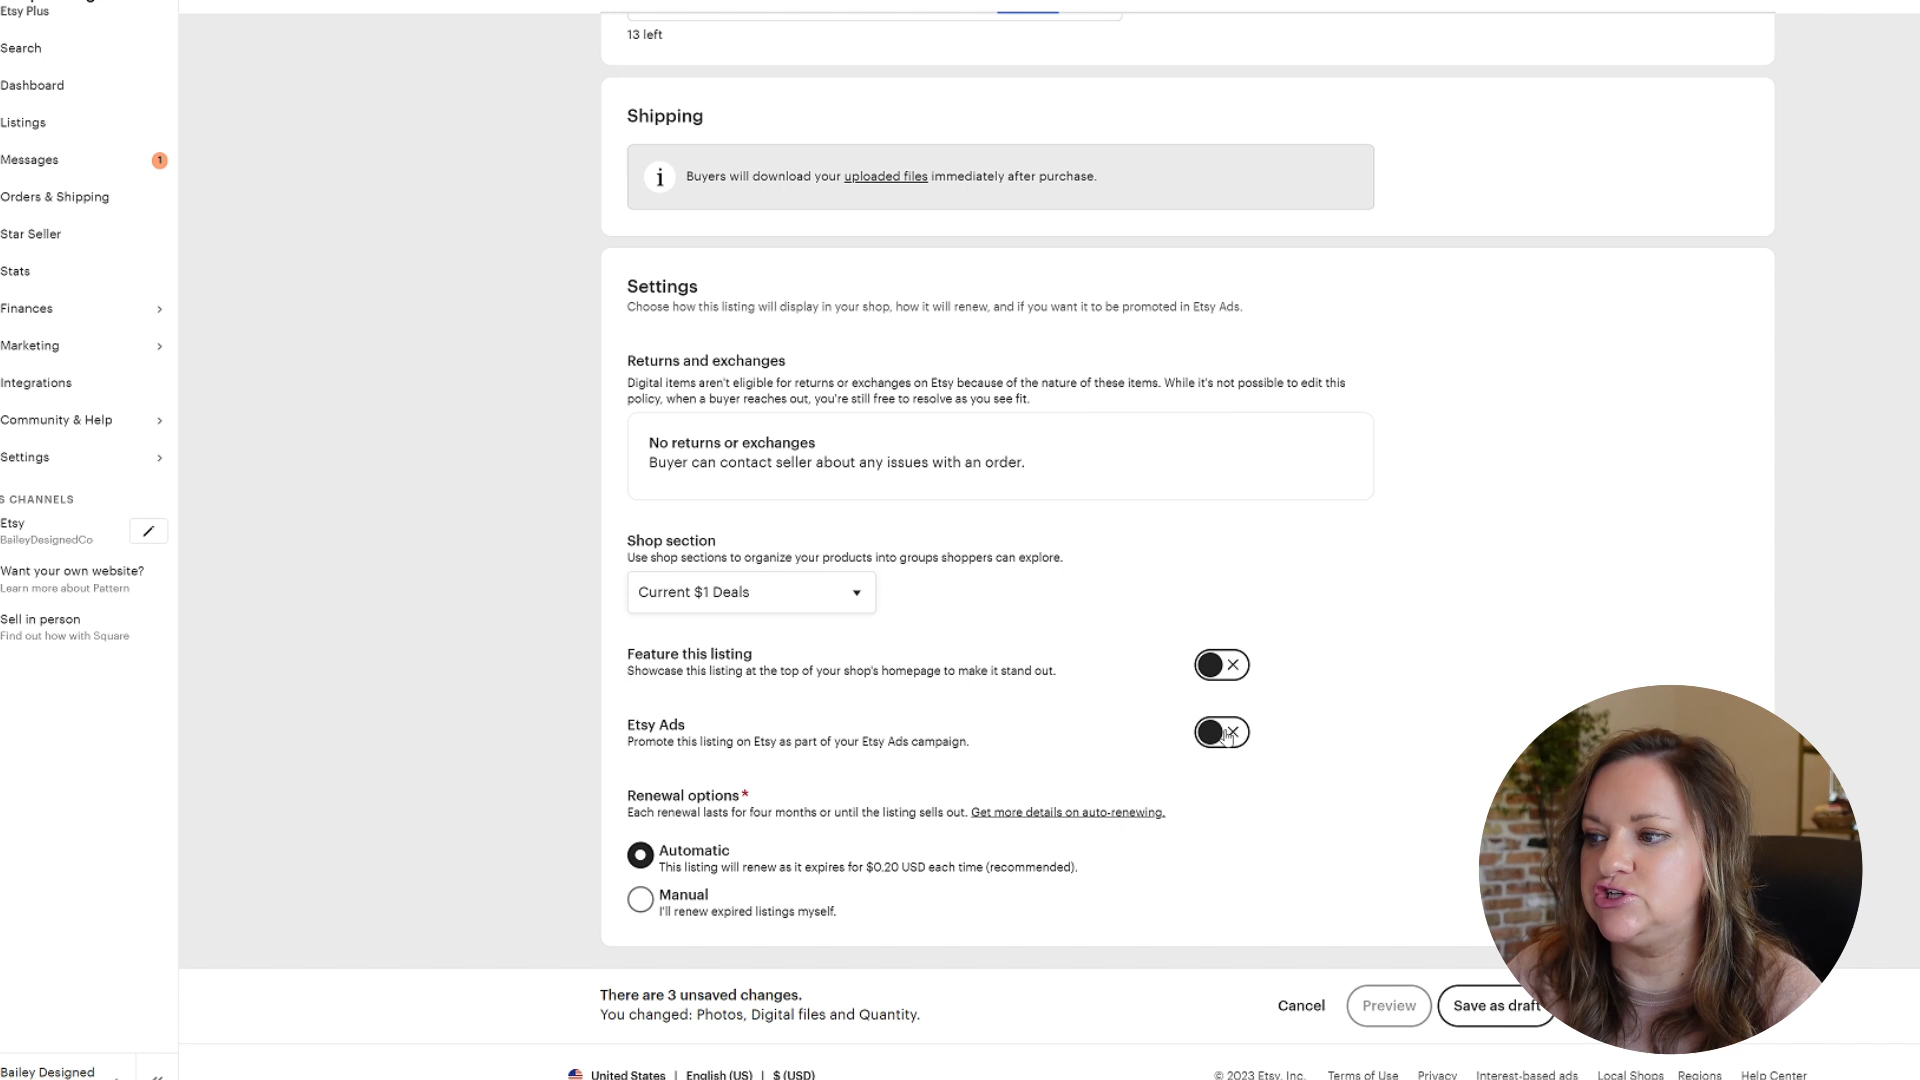 Etsy Plus
Search
Dashboard
Listings
Messages
1
Orders & Shipping
Star Seller
Stats
Finances
Marketing
Integrations
Community & Help
Settings
S CHANNELS
Etsy
BaileyDesignedCo
Want your own website?
Learn more about Pattern
Sell in person
Find out how with Square
Bailey Designed
13 left
Shipping
i
Buyers will download your uploaded files immediately after purchase.
Settings
Choose how this listing will display in your shop, how it will renew, and if you want it to be promoted in Etsy Ads.
Returns and exchanges
Digital items aren't eligible for returns or exchanges on Etsy because of the nature of these items. While it's not possible to edit this
policy, when a buyer reaches out, you're still free to resolve as you see fit.
No returns or exchanges
Buyer can contact seller about any issues with an order.
Shop section
Use shop sections to organize your products into groups shoppers can explore.
Current $1 Deals
Feature this listing
Showcase this listing at the top of your shop's homepage to make it stand out.
Etsy Ads
Promote this listing on Etsy as part of your Etsy Ads campaign.
Renewal options*
Each renewal lasts for four months or until the listing sells out. Get more details on auto-renewing.
Automatic
This listing will renew as it expires for $0.20 USD each time (recommended).
Manual
I'll renew expired listings myself.
There are 3 unsaved changes.
You changed: Photos, Digital files and Quantity.
Cancel
Preview
Save as draft
United States | English (US) | $ (USD)
© 2023 Etsy, Inc. Terms of Use Privacy Interest-based ads Local Shops Regions Help Center